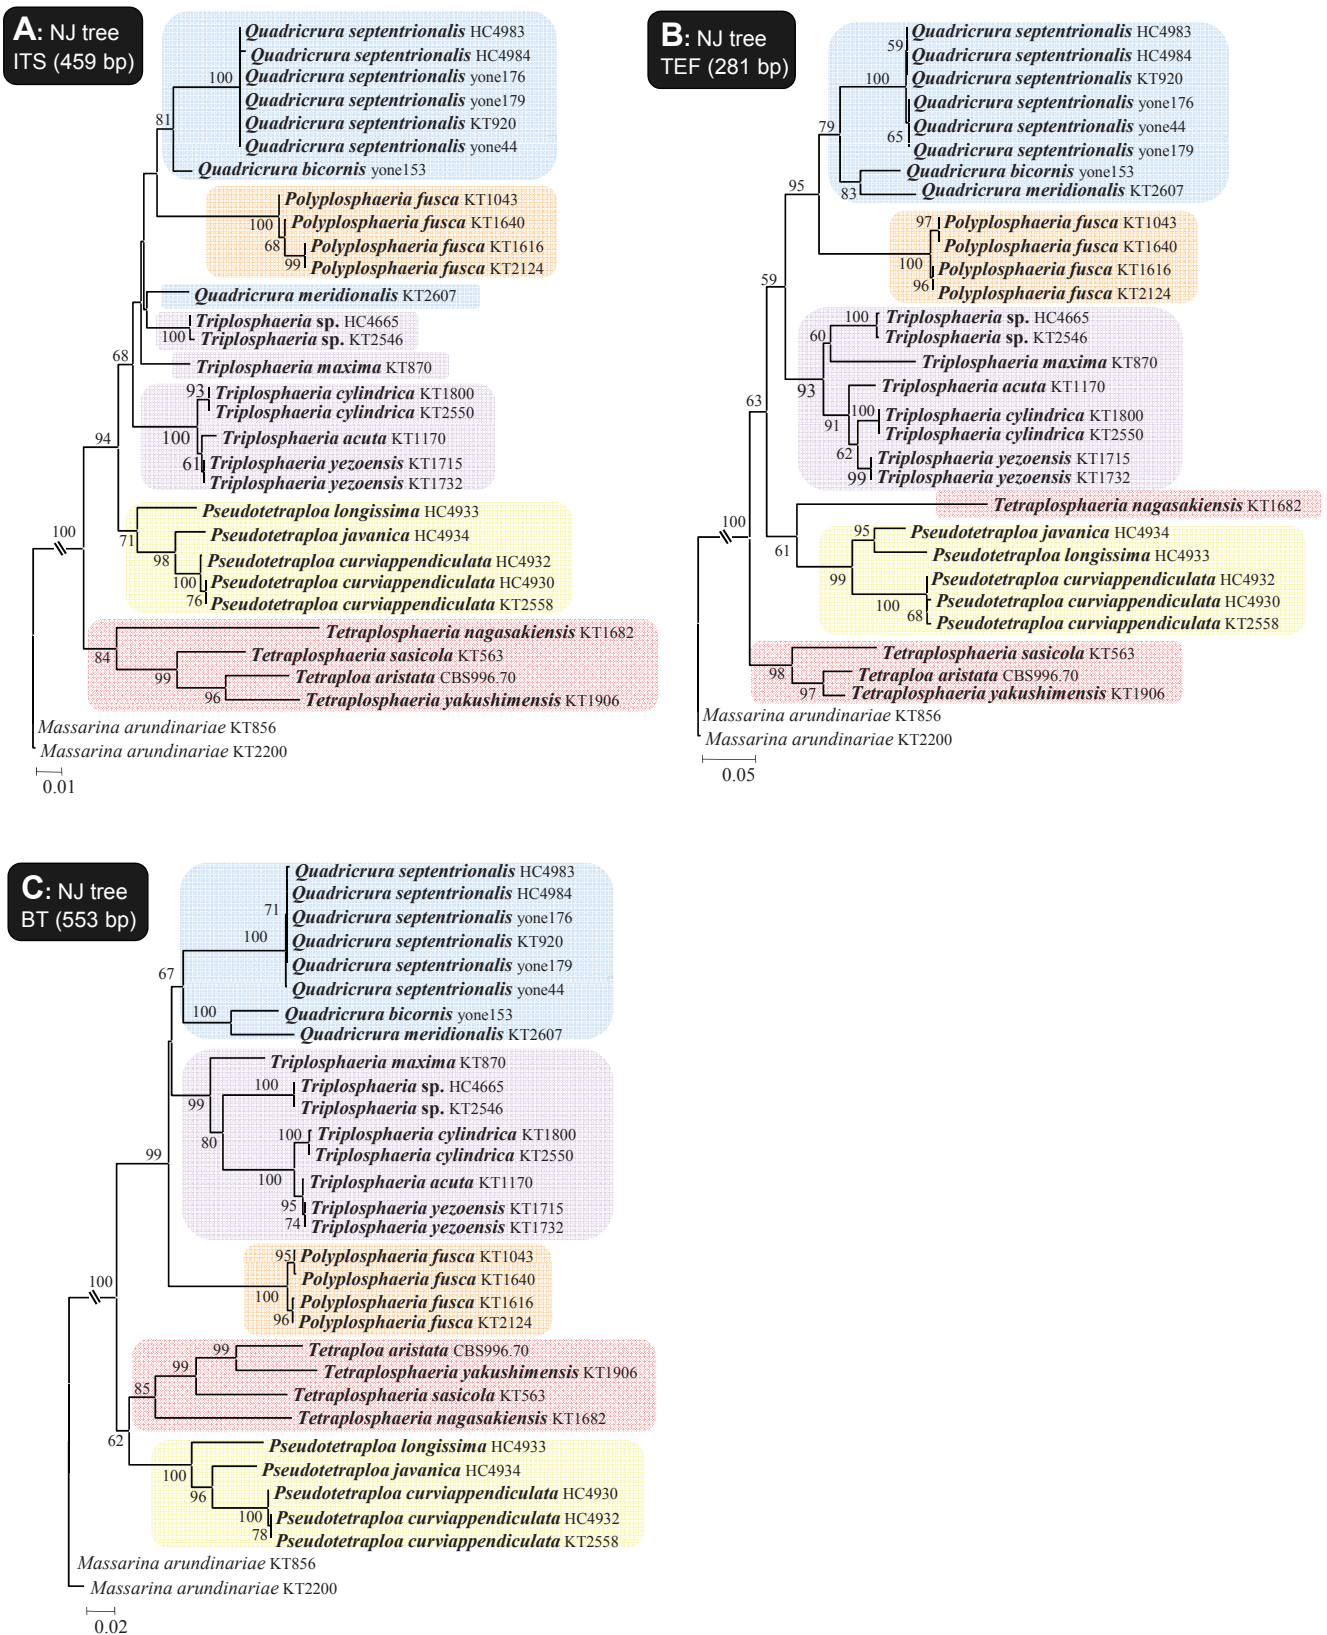 A: NJ tree
ITS (459 bp)
Quadricrura septentrionalis HC4983
Quadricrura septentrionalis HC4984
100
Quadricrura septentrionalis yone176
Quadricrura septentrionalis yone179
81
Quadricrura septentrionalis KT920
Quadricrura septentrionalis yone44
Quadricrura bicornis yone153
Polyplosphaeria fusca KT1043
100
Polyplosphaeria fusca KT1640
68
Polyplosphaeria fusca KT1616
99
Polyplosphaeria fusca KT2124
Quadricrura meridionalis KT2607
Triplosphaeria sp. HC4665
100
Triplosphaeria sp. KT2546
68
Triplosphaeria maxima KT870
93
Triplosphaeria cylindrica KT1800
Triplosphaeria cylindrica KT2550
94
100
Triplosphaeria acuta KT1170
61
Triplosphaeria yezoensis KT1715
Triplosphaeria yezoensis KT1732
Pseudotetraploa longissima HC4933
100
71
Pseudotetraploa javanica HC4934
98
Pseudotetraploa curviappendiculata HC4932
100
Pseudotetraploa curviappendiculata HC4930
76
Pseudotetraploa curviappendiculata KT2558
Tetraplosphaeria nagasakiensis KT1682
84
Tetraplosphaeria sasicola KT563
99
Tetraploa aristata CBS996.70
96
Tetraplosphaeria yakushimensis KT1906
Massarina arundinariae KT856
Massarina arundinariae KT2200
0.01
B: NJ tree
TEF (281 bp)
Quadricrura septentrionalis HC4983
59
Quadricrura septentrionalis HC4984
100
Quadricrura septentrionalis KT920
Quadricrura septentrionalis yone176
79
Quadricrura septentrionalis yone44
65
Quadricrura septentrionalis yone179
Quadricrura bicornis yone153
95
83
Quadricrura meridionalis KT2607
97
Polyplosphaeria fusca KT1043
Polyplosphaeria fusca KT1640
100
Polyplosphaeria fusca KT1616
96
Polyplosphaeria fusca KT2124
59
100
Triplosphaeria sp. HC4665
60
Triplosphaeria sp. KT2546
Triplosphaeria maxima KT870
93
Triplosphaeria acuta KT1170
63
100
Triplosphaeria cylindrica KT1800
91
Triplosphaeria cylindrica KT2550
62
Triplosphaeria yezoensis KT1715
99
Triplosphaeria yezoensis KT1732
Tetraplosphaeria nagasakiensis KT1682
100
95
Pseudotetraploa javanica HC4934
61
Pseudotetraploa longissima HC4933
99
Pseudotetraploa curviappendiculata HC4932
100
Pseudotetraploa curviappendiculata HC4930
68
Pseudotetraploa curviappendiculata KT2558
Tetraplosphaeria sasicola KT563
98
Tetraploa aristata CBS996.70
97
Tetraplosphaeria yakushimensis KT1906
Massarina arundinariae KT856
Massarina arundinariae KT2200
0.05
C: NJ tree
BT (553 bp)
Quadricrura septentrionalis HC4983
Quadricrura septentrionalis HC4984
71
Quadricrura septentrionalis yone176
100
Quadricrura septentrionalis KT920
67
Quadricrura septentrionalis yone179
Quadricrura septentrionalis yone44
100
Quadricrura bicornis yone153
Quadricrura meridionalis KT2607
Triplosphaeria maxima KT870
100
Triplosphaeria sp. HC4665
99
Triplosphaeria sp. KT2546
100
Triplosphaeria cylindrica KT1800
80
Triplosphaeria cylindrica KT2550
99
100
Triplosphaeria acuta KT1170
95
Triplosphaeria yezoensis KT1715
74
Triplosphaeria yezoensis KT1732
95
Polyplosphaeria fusca KT1043
Polyplosphaeria fusca KT1640
100
100
Polyplosphaeria fusca KT1616
96
Polyplosphaeria fusca KT2124
99
Tetraploa aristata CBS996.70
99
Tetraplosphaeria yakushimensis KT1906
85
Tetraplosphaeria sasicola KT563
Tetraplosphaeria nagasakiensis KT1682
62
Pseudotetraploa longissima HC4933
100
Pseudotetraploa javanica HC4934
96
Pseudotetraploa curviappendiculata HC4930
100
Pseudotetraploa curviappendiculata HC4932
78
Pseudotetraploa curviappendiculata KT2558
Massarina arundinariae KT856
Massarina arundinariae KT2200
0.02